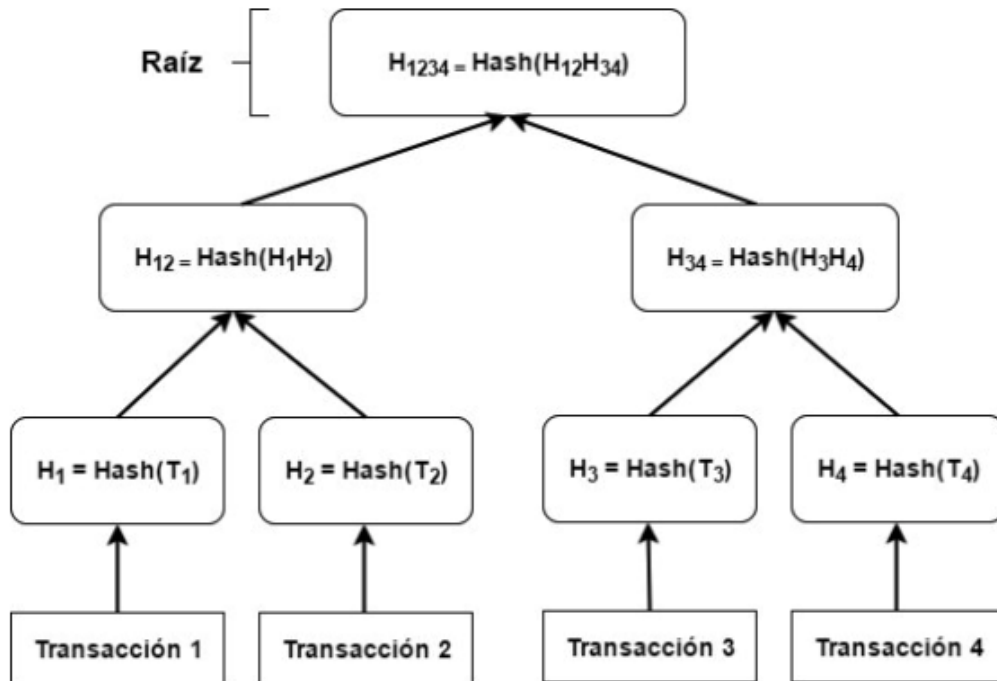 Raíz
H1234 = Hash(H12H34)
H12 = Hash(H1H2)
H34 = Hash(H3H4)
H1 = Hash(T1)
H2 = Hash(T2)
H3 = Hash(T3)
H4 = Hash(T4)
Transacción 1
Transacción 2
Transacción 3
Transacción 4